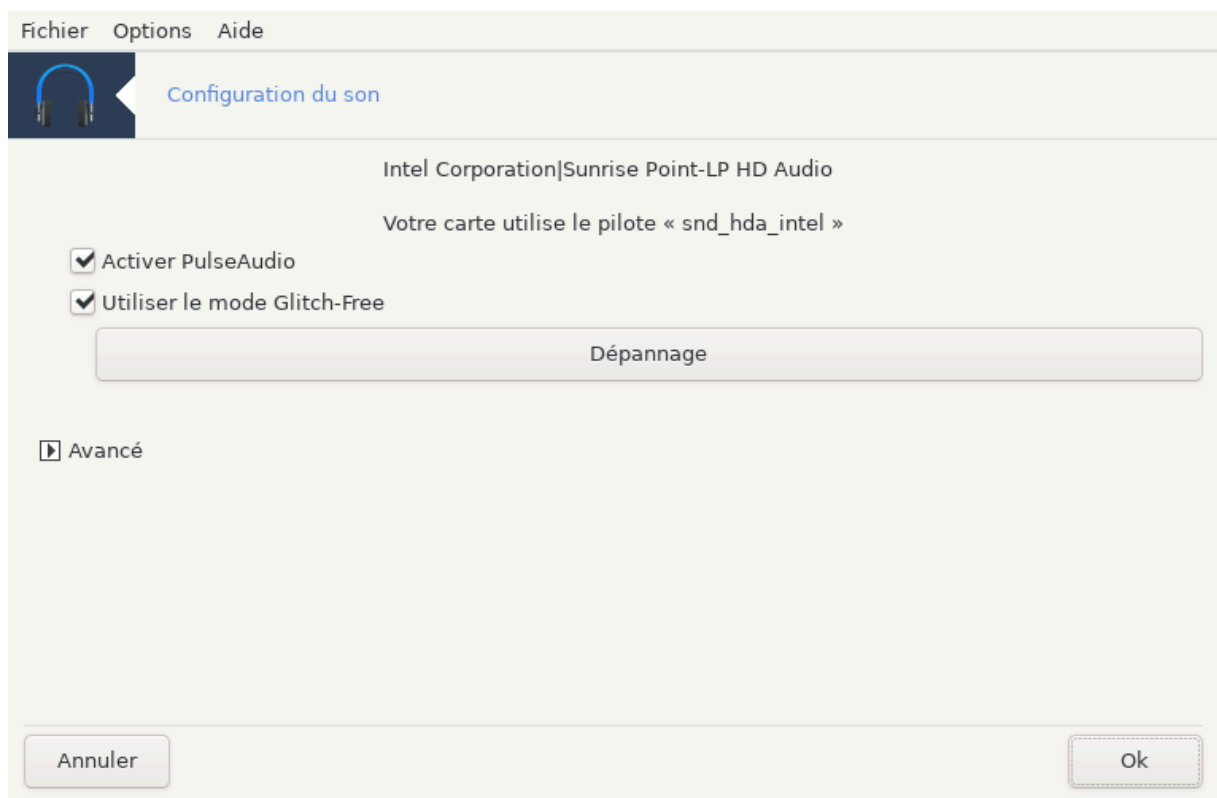 Fichier Options Aide
Configuration du son
Intel Corporation|Sunrise Point-LP HD Audio
Votre carte utilise le pilote « snd_hda_intel »
Activer PulseAudio
Utiliser le mode Glitch-Free
Dépannage
Avancé
Annuler Ok